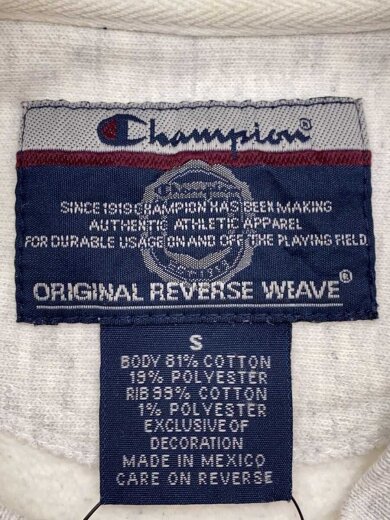 Champion®
SINCE 1919 CHAMPION HAS BEEN MAKING
AUTHENTIC ATHLETIC APPAREL
FOR DURABLE USAGE ON AND OFF THE PLAYING FIELD.
ORIGINAL REVERSE WEAVE®
S
BODY 81% COTTON
19% POLYESTER
RIB 99% COTTON
1% POLYESTER
EXCLUSIVE OF
DECORATION
MADE IN MEXICO
CARE ON REVERSE